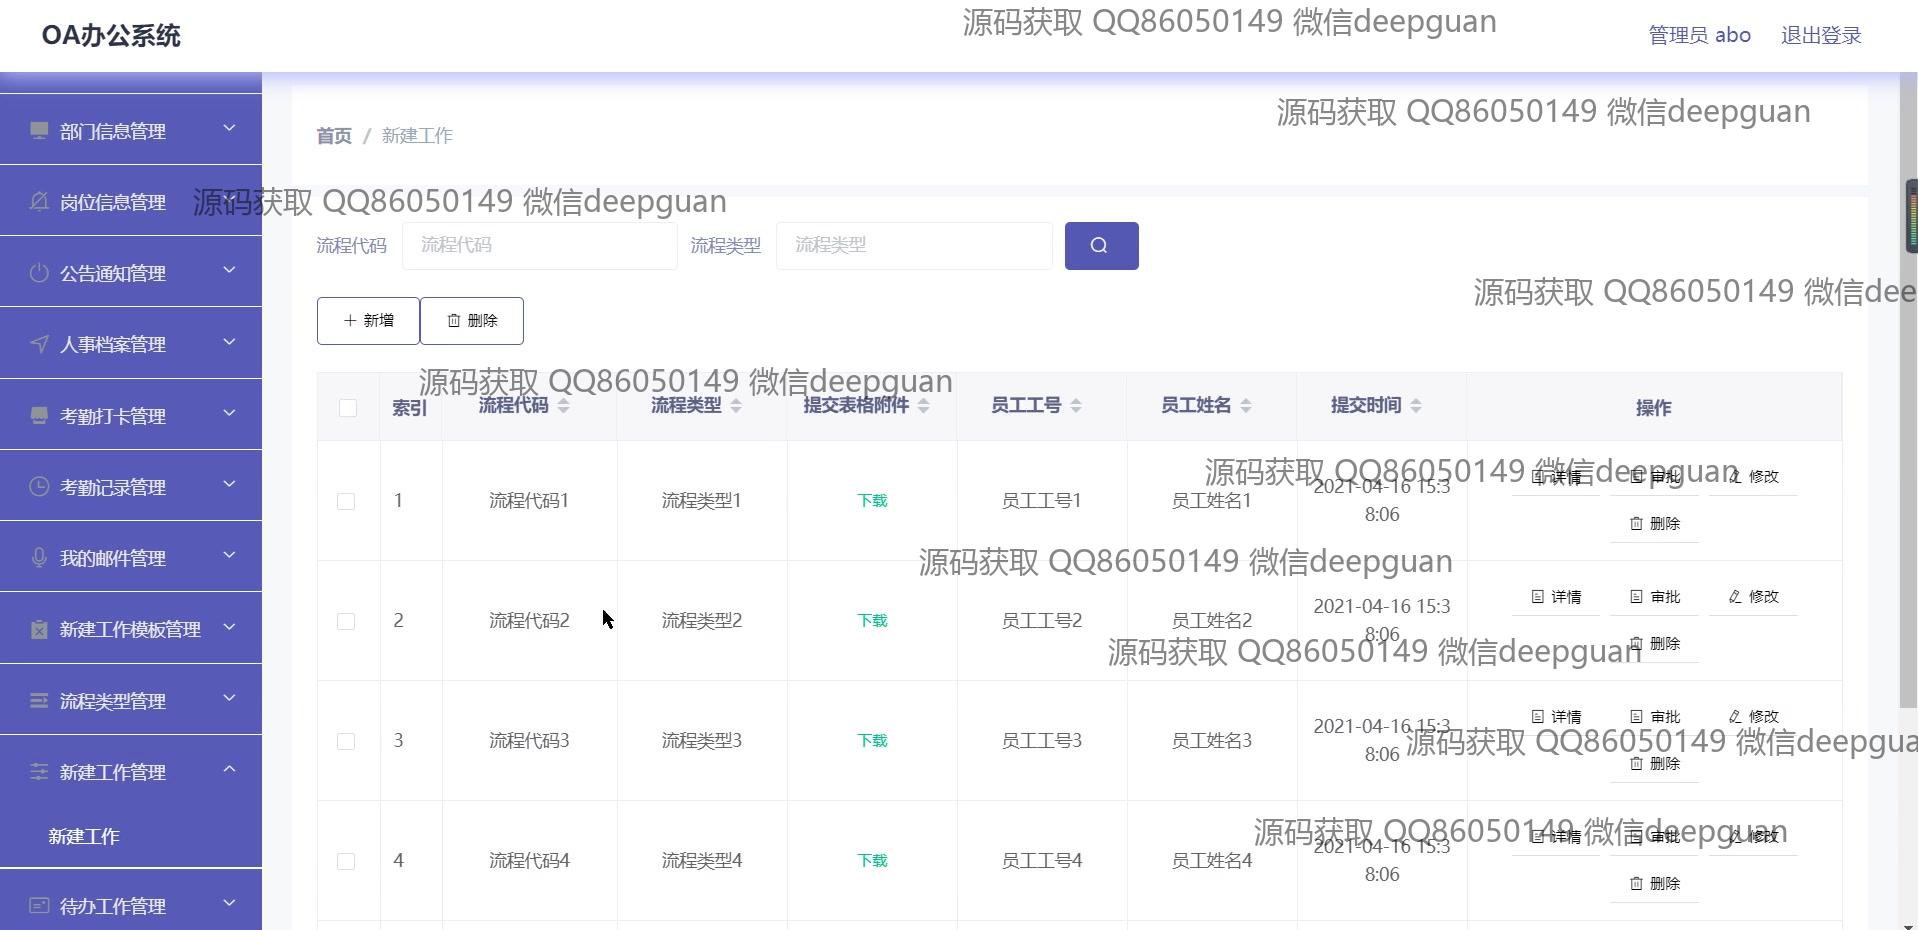 OA办公系统
源码获取 QQ86050149 微信deepguan
管理员 abo
退出登录
部门信息管理
岗位信息管理
公告通知管理
人事档案管理
考勤打卡管理
考勤记录管理
我的邮件管理
新建工作模板管理
流程类型管理
新建工作管理
新建工作
待办工作管理
源码获取 QQ86050149 微信deepguan
首页 / 新建工作
源码获取 QQ86050149 微信deepguan
流程代码 流程代码 流程类型 流程类型
源码获取 QQ86050149 微信dee
新增 删除
源码获取 QQ86050149 微信deepguan
索引 流程代码 流程类型 提交表格附件 员工工号 员工姓名 提交时间 操作
源码获取 QQ86050149 微信deepguan
1 流程代码1 流程类型1 下载 员工工号1 员工姓名1 2021-04-16 15:3 详情 审批 修改
8:06 删除
源码获取 QQ86050149 微信deepguan
2 流程代码2 流程类型2 下载 员工工号2 员工姓名2 2021-04-16 15:3 详情 审批 修改
8:06 删除
源码获取 QQ86050149 微信deepguan
3 流程代码3 流程类型3 下载 员工工号3 员工姓名3 2021-04-16 15:3 详情 审批 修改
8:06 删除
源码获取 QQ86050149 微信deepgua
4 流程代码4 流程类型4 下载 员工工号4 员工姓名4 2021-04-16 15:3 详情 审批 修改
8:06 删除
源码获取 QQ86050149 微信deepguan